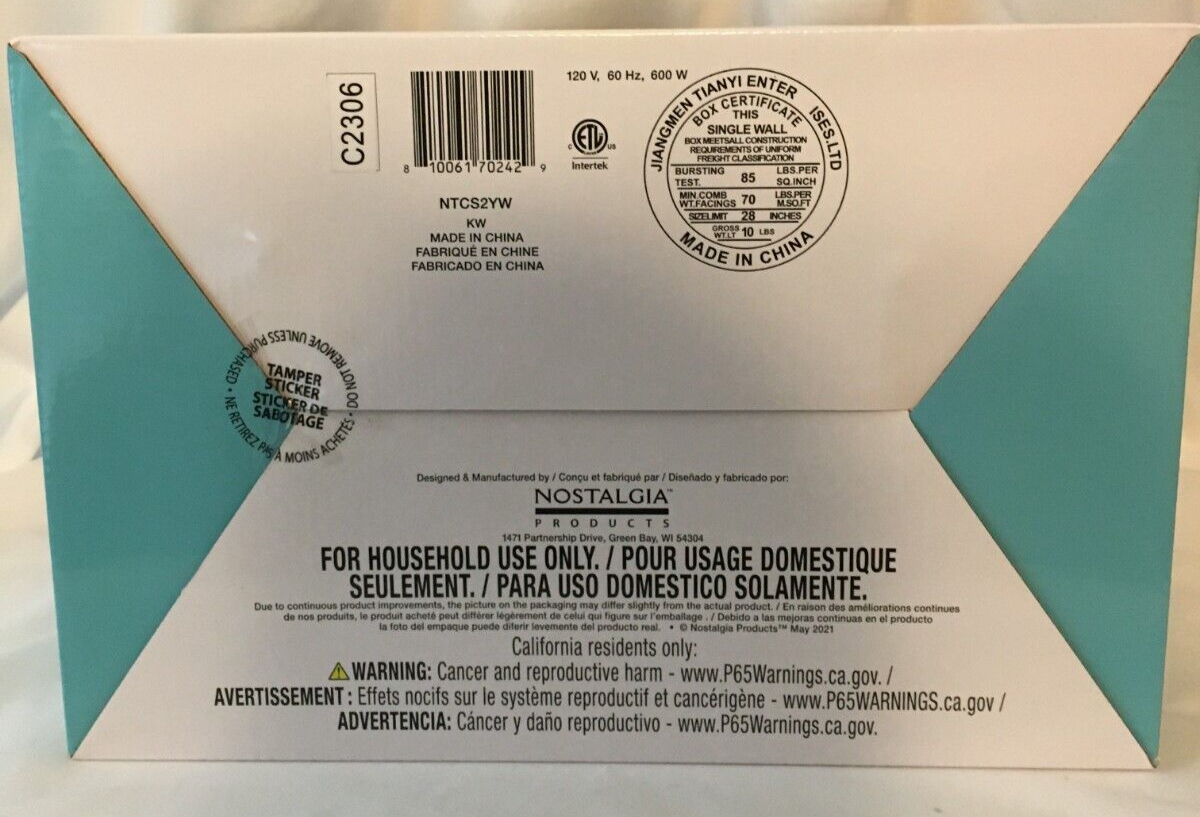 C2306
8 10061 70242 9
NTCS2YW
KW
MADE IN CHINA
FABRIQUÉ EN CHINE
FABRICADO EN CHINA
120 V, 60 Hz, 600 W
C ETL US
Intertek
JIANGMEN TIANYI ENTER ISES.LTD
BOX CERTIFICATE
THIS
SINGLE WALL
BOX MEETSALL CONSTRUCTION
REQUIREMENTS OF UNIFORM
FREIGHT CLASSIFICATION
BURSTING TEST. 85 LBS.PER SQ.INCH
MIN.COMB WT.FACINGS 70 LBS.PER M.SQ.FT
SIZELIMIT 28 INCHES
GROSS WT.LT 10 LBS
MADE IN CHINA
DO NOT REMOVE UNLESS PURCHASED •
TAMPER
STICKER
STICKER DE
SABOTAGE
NE RETIREZ PAS À MOINS ACHETÉS •
Designed & Manufactured by / Conçu et fabriqué par / Diseñado y fabricado por:
NOSTALGIA™
PRODUCTS
1471 Partnership Drive, Green Bay, WI 54304
FOR HOUSEHOLD USE ONLY. / POUR USAGE DOMESTIQUE
SEULEMENT. / PARA USO DOMESTICO SOLAMENTE.
Due to continuous product improvements, the picture on the packaging may differ slightly from the actual product. / En raison des améliorations continues
de nos produits, le produit acheté peut différer légèrement de celui qui figure sur l'emballage . / Debido a las mejoras continuas en el producto
la foto del empaque puede diferir levemente del producto real. • © Nostalgia Products™ May 2021
California residents only:
WARNING: Cancer and reproductive harm - www.P65Warnings.ca.gov. /
AVERTISSEMENT : Effets nocifs sur le système reproductif et cancérigène - www.P65WARNINGS.ca.gov /
ADVERTENCIA: Cáncer y daño reproductivo - www.P65Warnings.ca.gov.